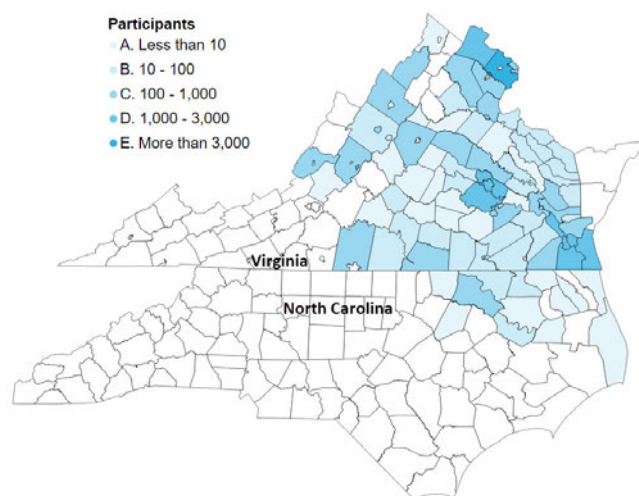 Participants
A. Less than 10
B. 10 - 100
C. 100 - 1,000
D. 1,000 - 3,000
E. More than 3,000
Virginia
North Carolina